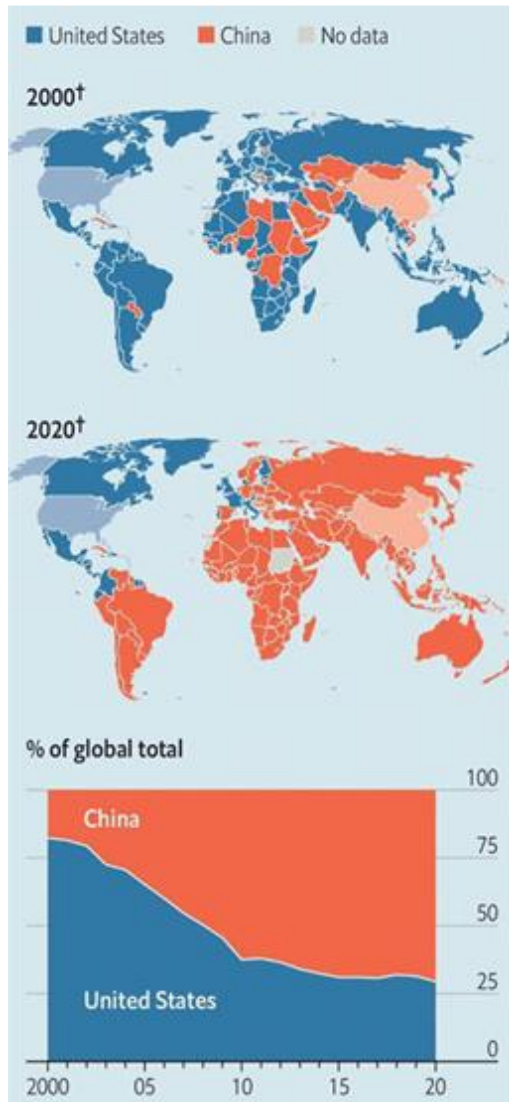 United States China No data
2000†
2020†
% of global total
100
China
75
50
United States
25
0
2000 05 10 15 20